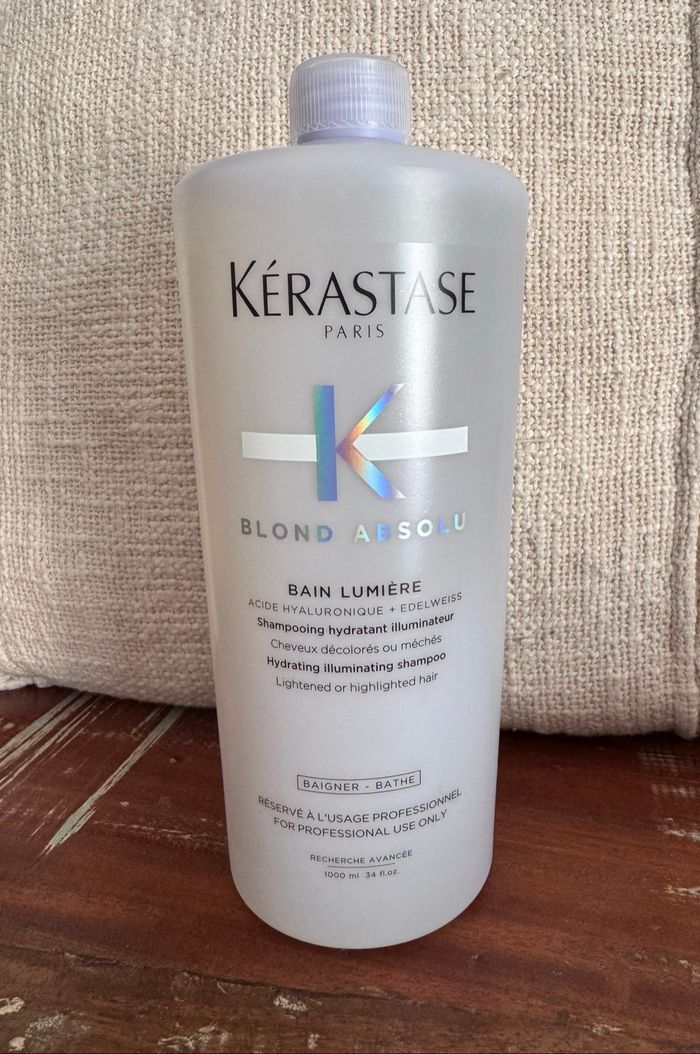 KÉRASTASE
PARIS
K
BLOND ABSOLU
BAIN LUMIÈRE
ACIDE HYALURONIQUE + EDELWEISS
Shampooing hydratant illuminateur
Cheveux décolorés ou méchés
Hydrating illuminating shampoo
Lightened or highlighted hair
BAIGNER - BATHE
RÉSERVÉ À L'USAGE PROFESSIONNEL
FOR PROFESSIONAL USE ONLY
RECHERCHE AVANCÉE
1000 ml 34 fl.oz.